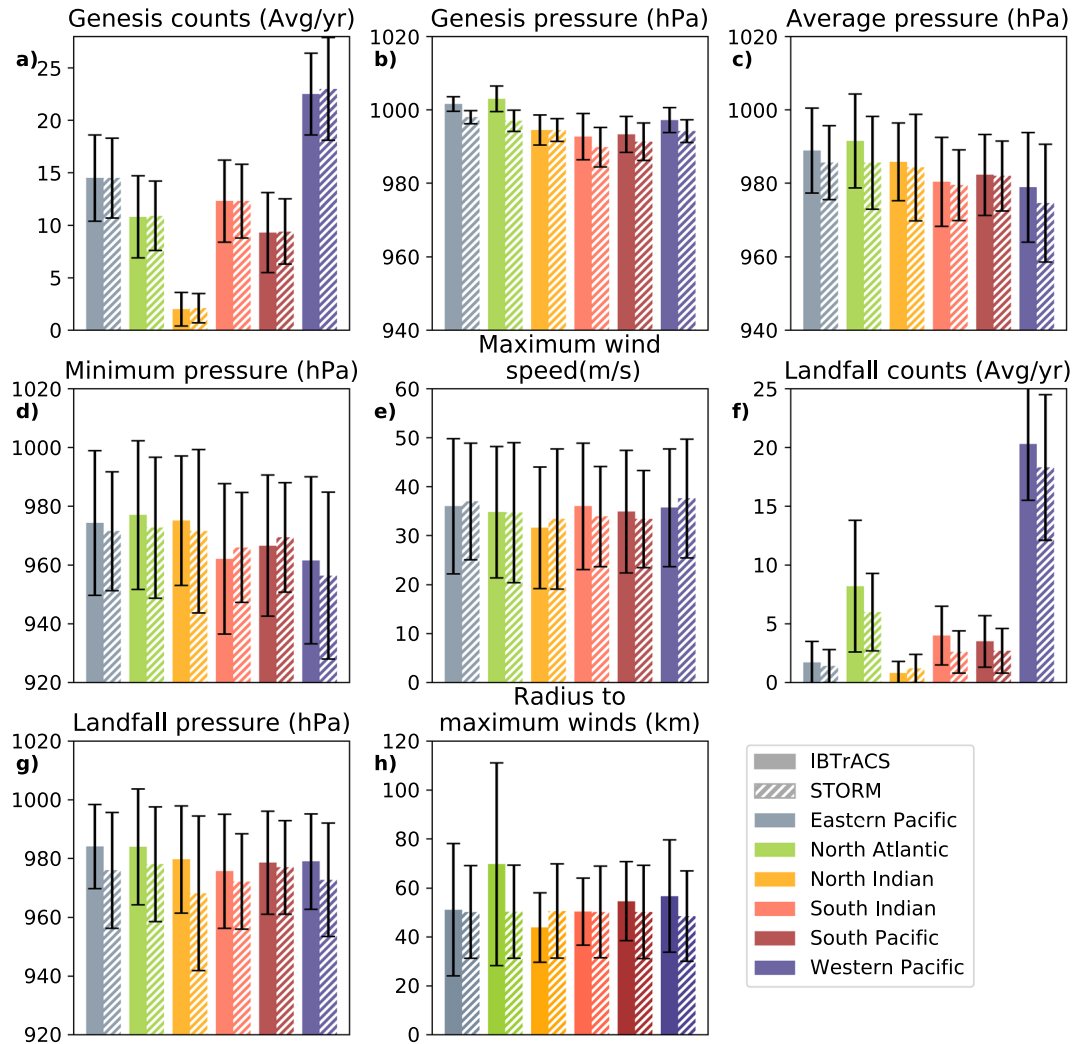 Genesis counts (Avg/yr)
a)
25
20
15
10
5
0
Genesis pressure (hPa)
b)
1020
1000
980
960
940
Average pressure (hPa)
c)
1020
1000
980
960
940
Minimum pressure (hPa)
d)
1020
1000
980
960
940
920
Maximum wind
speed(m/s)
e)
60
50
40
30
20
10
0
Landfall counts (Avg/yr)
f)
25
20
15
10
5
0
Landfall pressure (hPa)
g)
1020
1000
980
960
940
920
Radius to
maximum winds (km)
h)
120
100
80
60
40
20
0
IBTrACS
STORM
Eastern Pacific
North Atlantic
North Indian
South Indian
South Pacific
Western Pacific